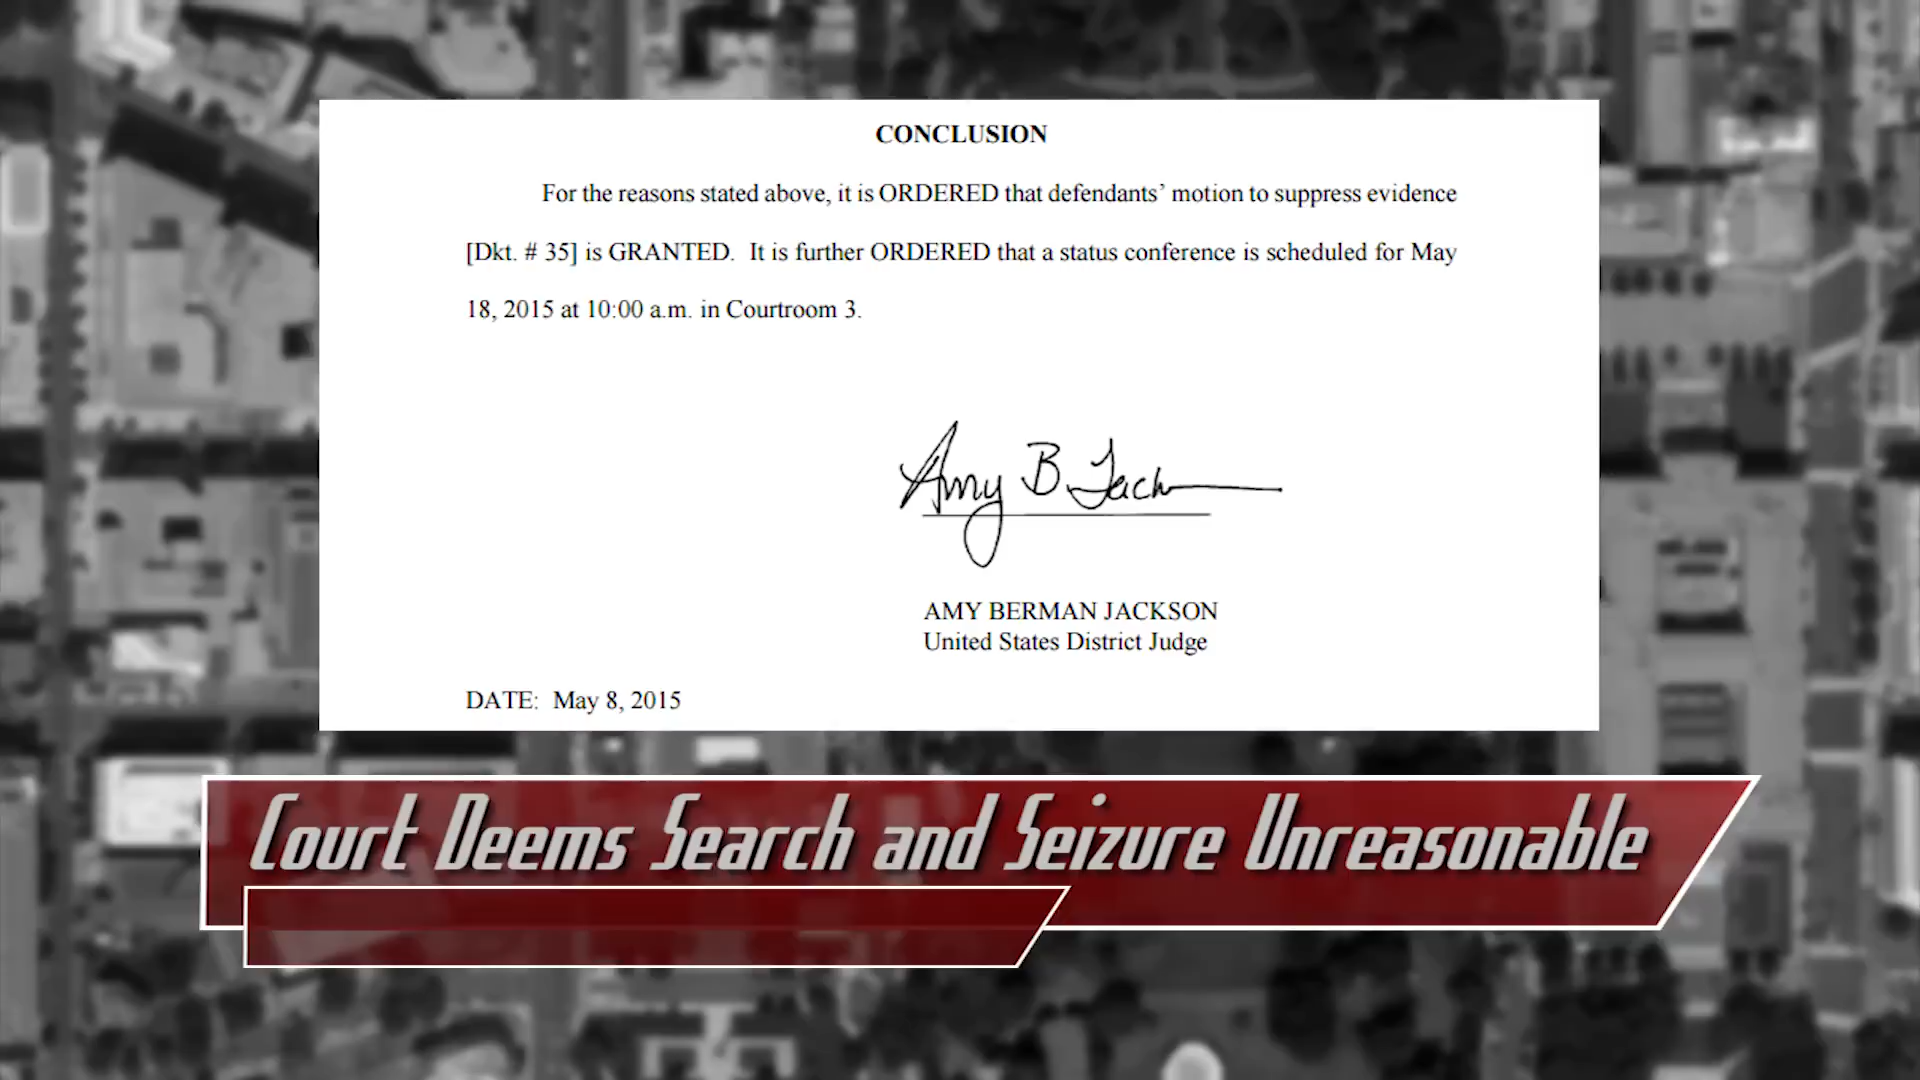 CONCLUSION
For the reasons stated above, it is ORDERED that defendants’ motion to suppress evidence
[Dkt. # 35] is GRANTED.  It is further ORDERED that a status conference is scheduled for May
18, 2015 at 10:00 a.m. in Courtroom 3.
Amy B. Jack
AMY BERMAN JACKSON
United States District Judge
DATE:  May 8, 2015
Court Deems Search and Seizure Unreasonable